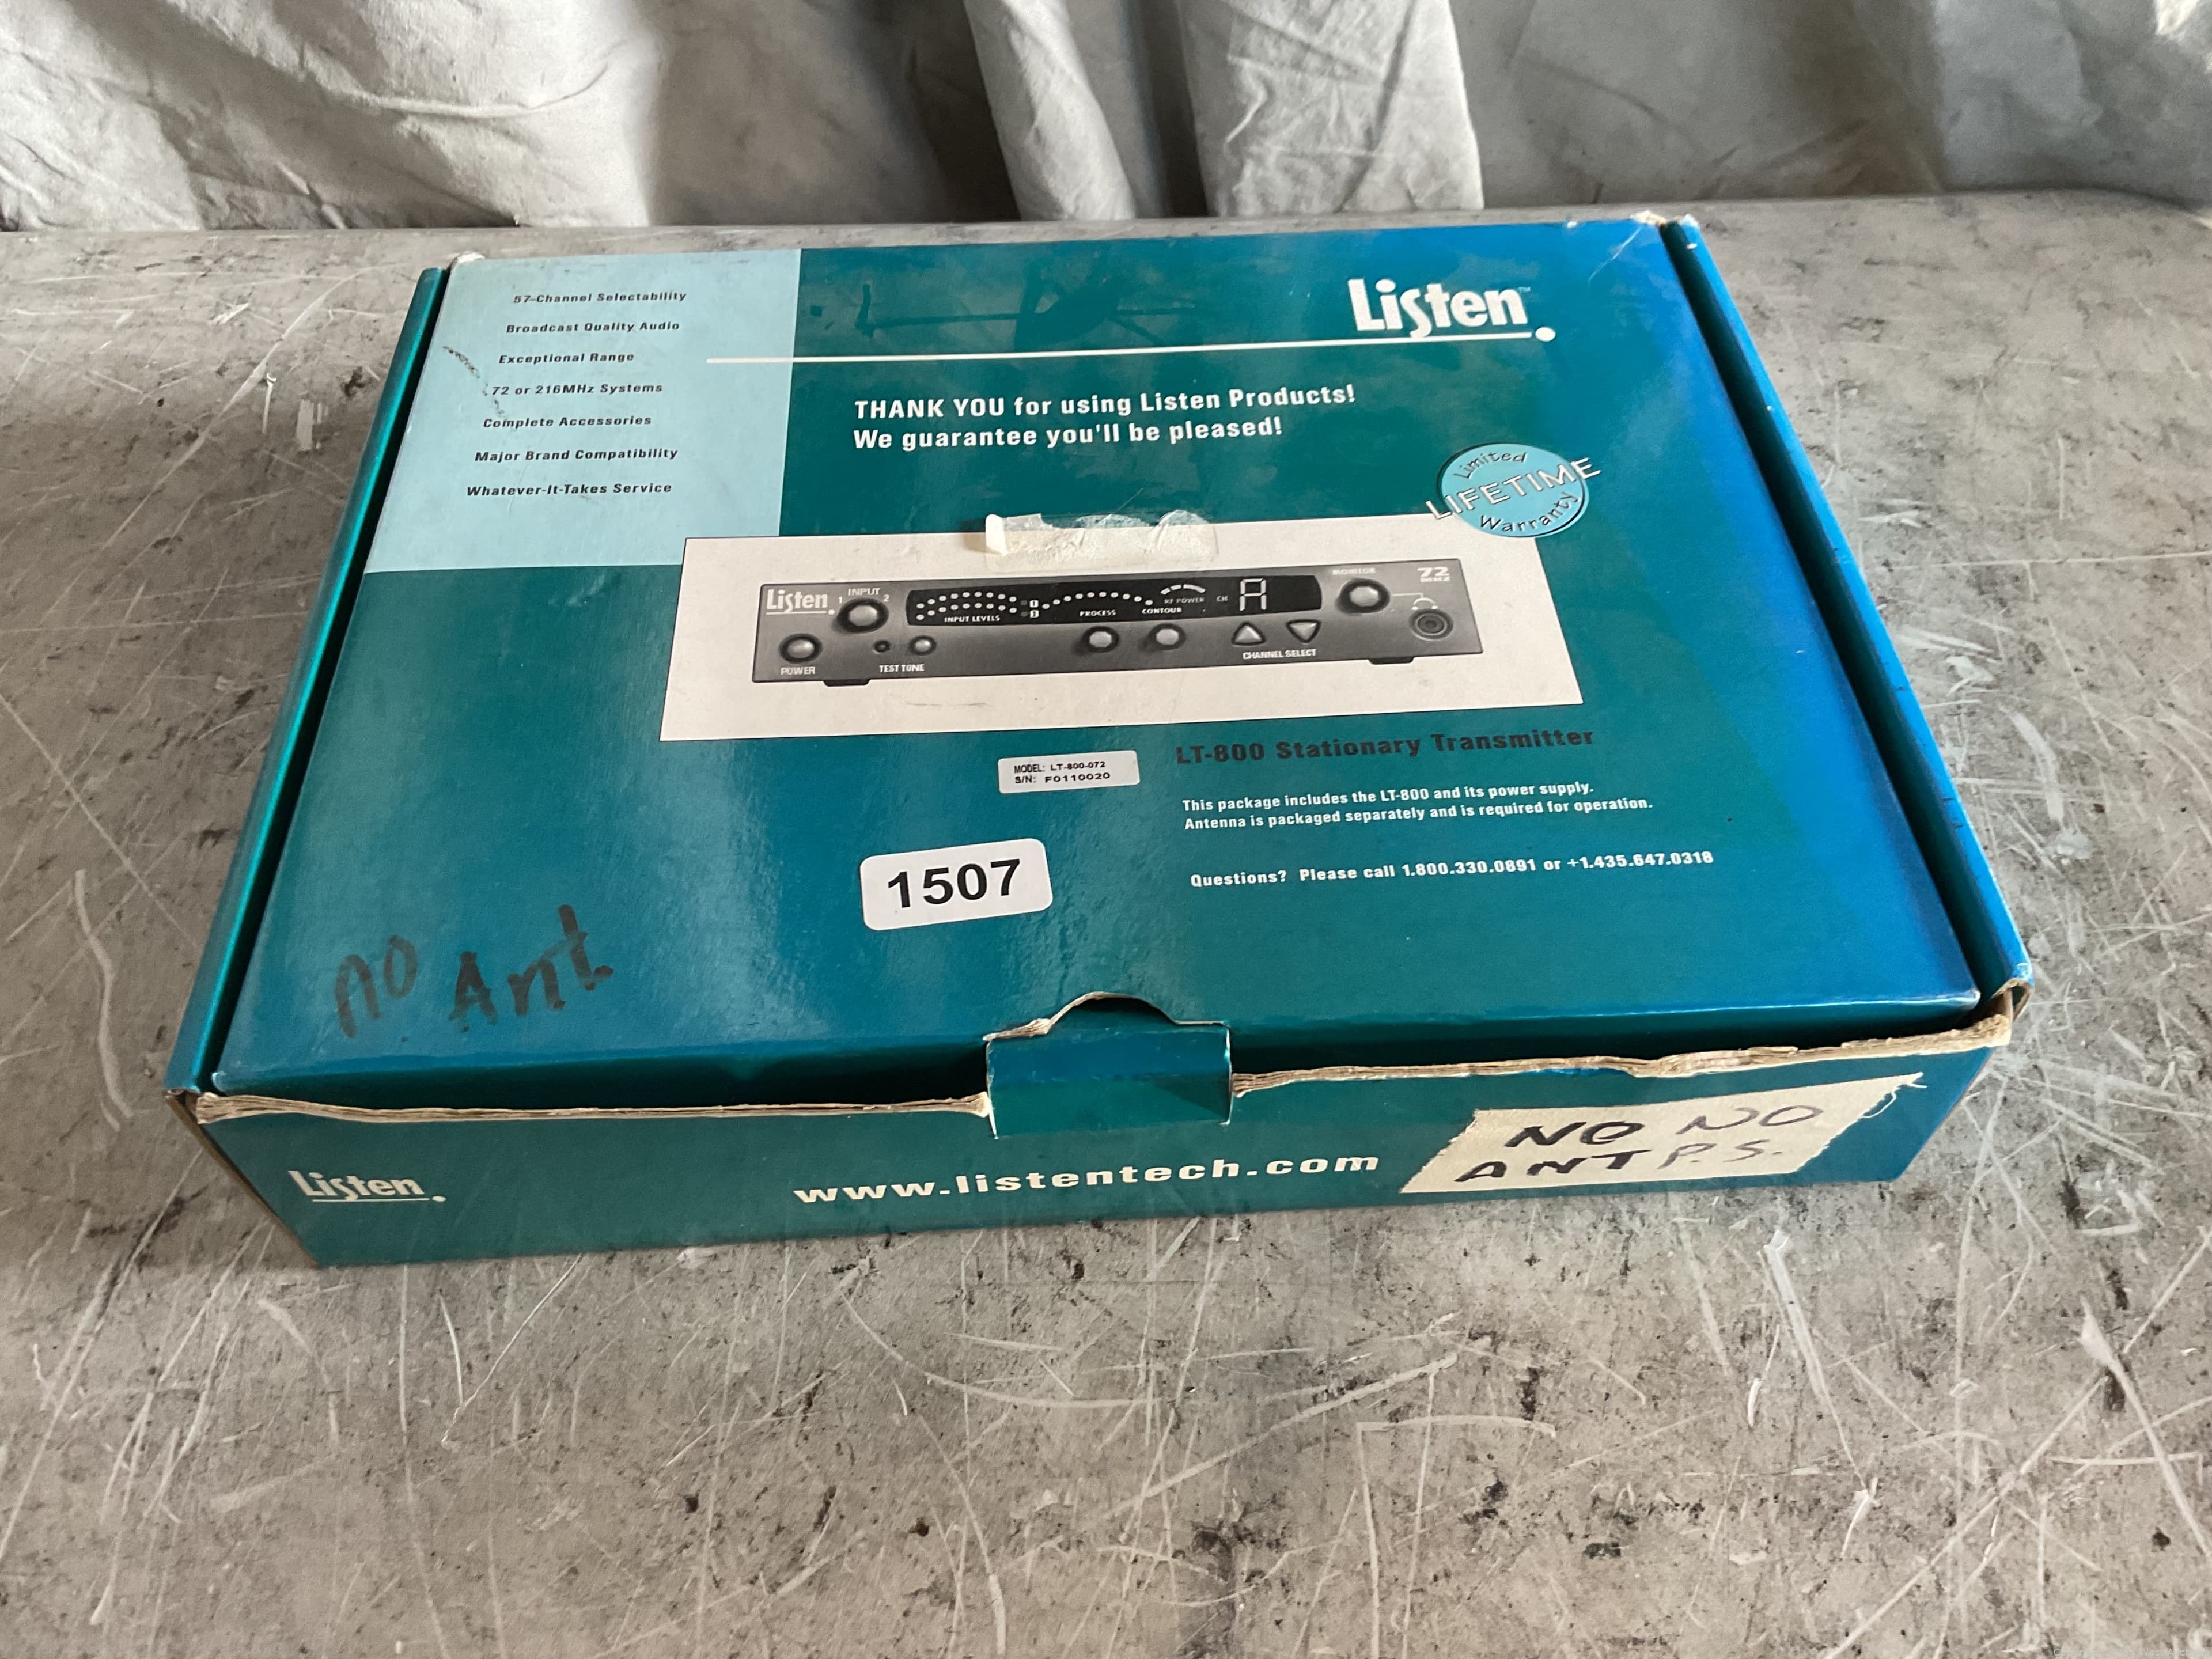 57-Channel Selectability
Broadcast Quality Audio
Exceptional Range
72 or 216MHz Systems
Complete Accessories
Major Brand Compatibility
Whatever-It-Takes Service
Listen™
THANK YOU for using Listen Products!
We guarantee you'll be pleased!
Limited
LIFETIME
Warranty
Listen
INPUT
1 2
POWER
TEST TONE
INPUT LEVELS
PROCESS
CONTOUR
RF POWER
CH
A
CHANNEL SELECT
MONITOR
72
MODEL: LT-800-072
S/N: F0110020
LT-800 Stationary Transmitter
This package includes the LT-800 and its power supply.
Antenna is packaged separately and is required for operation.
Questions? Please call 1.800.330.0891 or +1.435.647.0318
1507
no Ant
Listen
www.listentech.com
NO NO
ANT P.S.